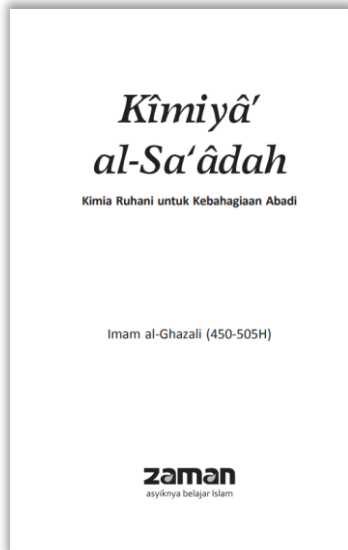 Kîmiyâ’
al-Sa‘âdah
Kimia Ruhani untuk Kebahagiaan Abadi
Imam al-Ghazali (450-505H)
zaman
asyiknya belajar Islam